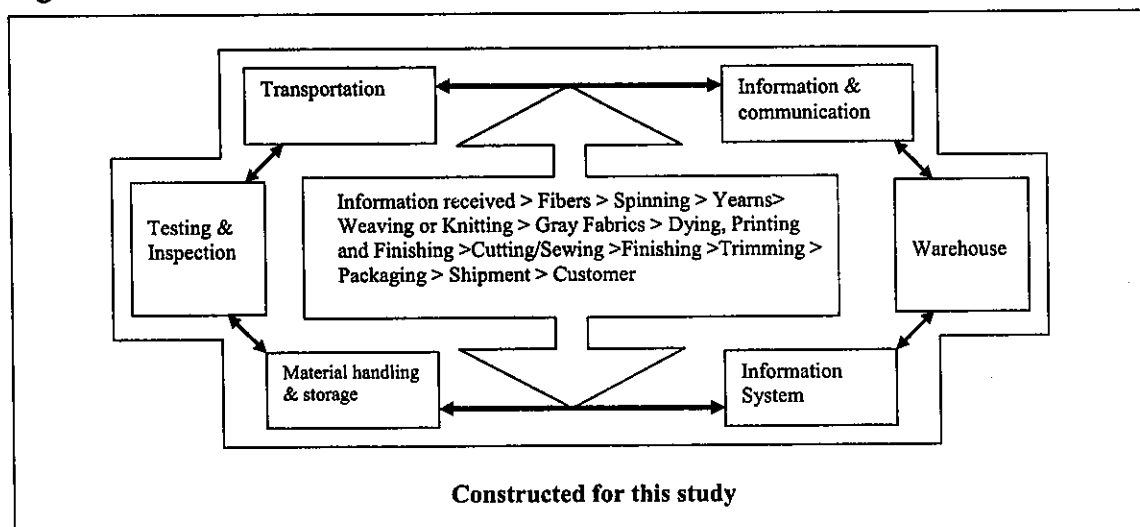 Transportation
Information &
communication
Information received > Fibers > Spinning > Yearns>
Weaving or Knitting > Gray Fabrics > Dying, Printing
and Finishing >Cutting/Sewing >Finishing >Trimming >
Packaging > Shipment > Customer
Testing &
Inspection
Warehouse
Material handling
& storage
Information
System
Constructed for this study